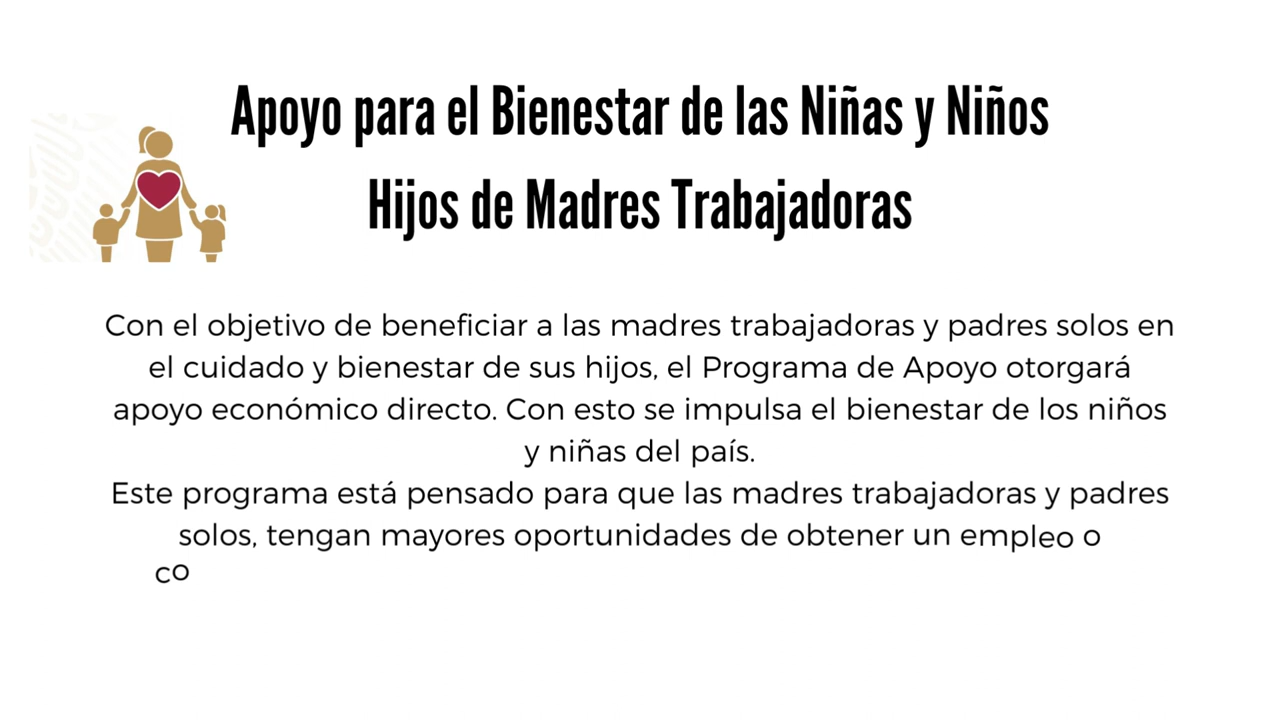 Apoyo para el Bienestar de las Niñas y Niños
Hijos de Madres Trabajadoras
Con el objetivo de beneficiar a las madres trabajadoras y padres solos en
el cuidado y bienestar de sus hijos, el Programa de Apoyo otorgará
apoyo económico directo. Con esto se impulsa el bienestar de los niños
y niñas del país.
Este programa está pensado para que las madres trabajadoras y padres
solos, tengan mayores oportunidades de obtener un empleo o
co